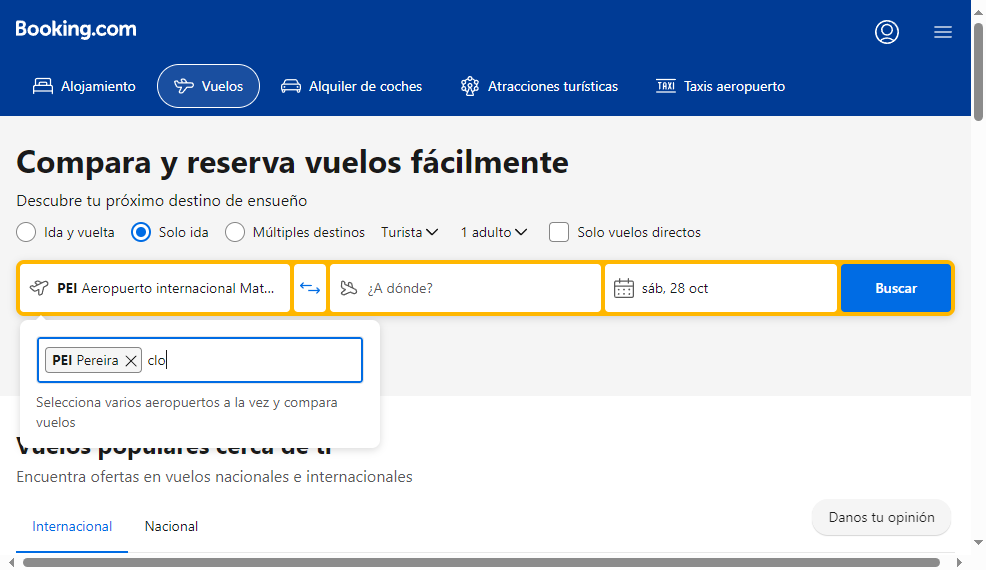 Booking.com
Alojamiento
Vuelos
Alquiler de coches
Atracciones turísticas
TAXI
Taxis aeropuerto
Compara y reserva vuelos fácilmente
Descubre tu próximo destino de ensueño
Ida y vuelta
Solo ida
Múltiples destinos
Turista
1 adulto
Solo vuelos directos
PEI Aeropuerto internacional Mat...
¿A dónde?
sáb, 28 oct
Buscar
PEI Pereira
clo
Selecciona varios aeropuertos a la vez y compara
vuelos
Vuelos populares cerca de ti
Encuentra ofertas en vuelos nacionales e internacionales
Internacional
Nacional
Danos tu opinión